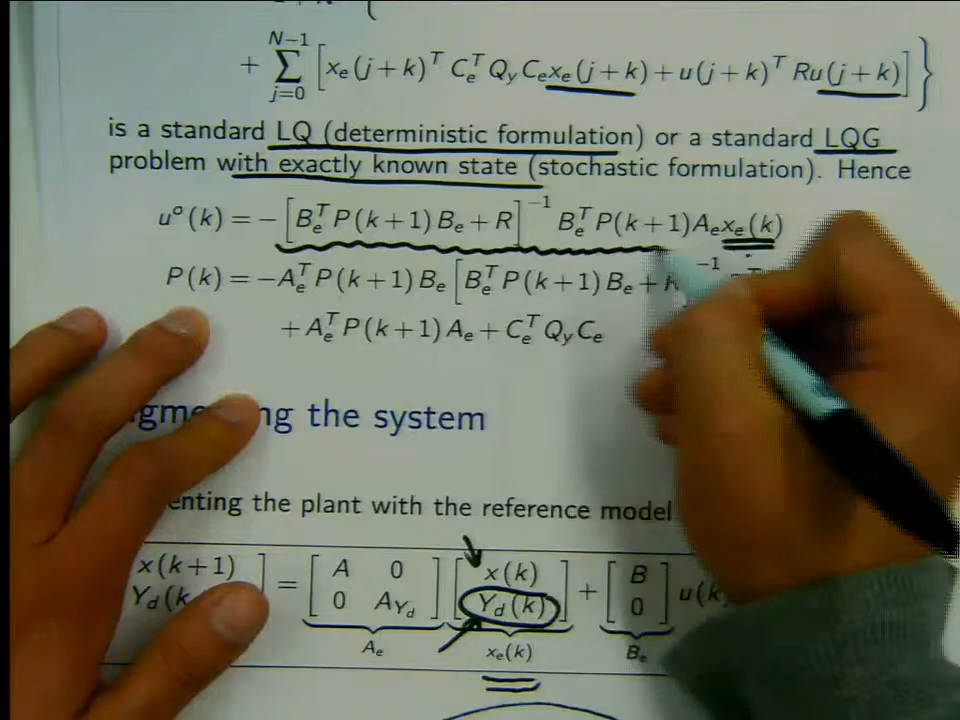 + \sum_{j=0}^{N-1} [x_e(j+k)^T C_e^T Q_y C_e x_e(j+k) + u(j+k)^T R u(j+k)] }
is a standard LQ (deterministic formulation) or a standard LQG
problem with exactly known state (stochastic formulation). Hence
u^o(k) = −[B_e^T P(k+1) B_e + R]^{−1} B_e^T P(k+1) A_e x_e(k)
P(k) = −A_e^T P(k+1) B_e [B_e^T P(k+1) B_e + ^{−1}
+ A_e^T P(k+1) A_e + C_e^T Q_y C_e
the system
the plant with the reference model
x(k+1) ] = [ A 0 ] [ x(k) ] + [ B ] u(k
Y_d(k [ 0 A_{Y_d} ] [ Y_d(k) ] [ 0 ]
A_e x_e(k) B_e